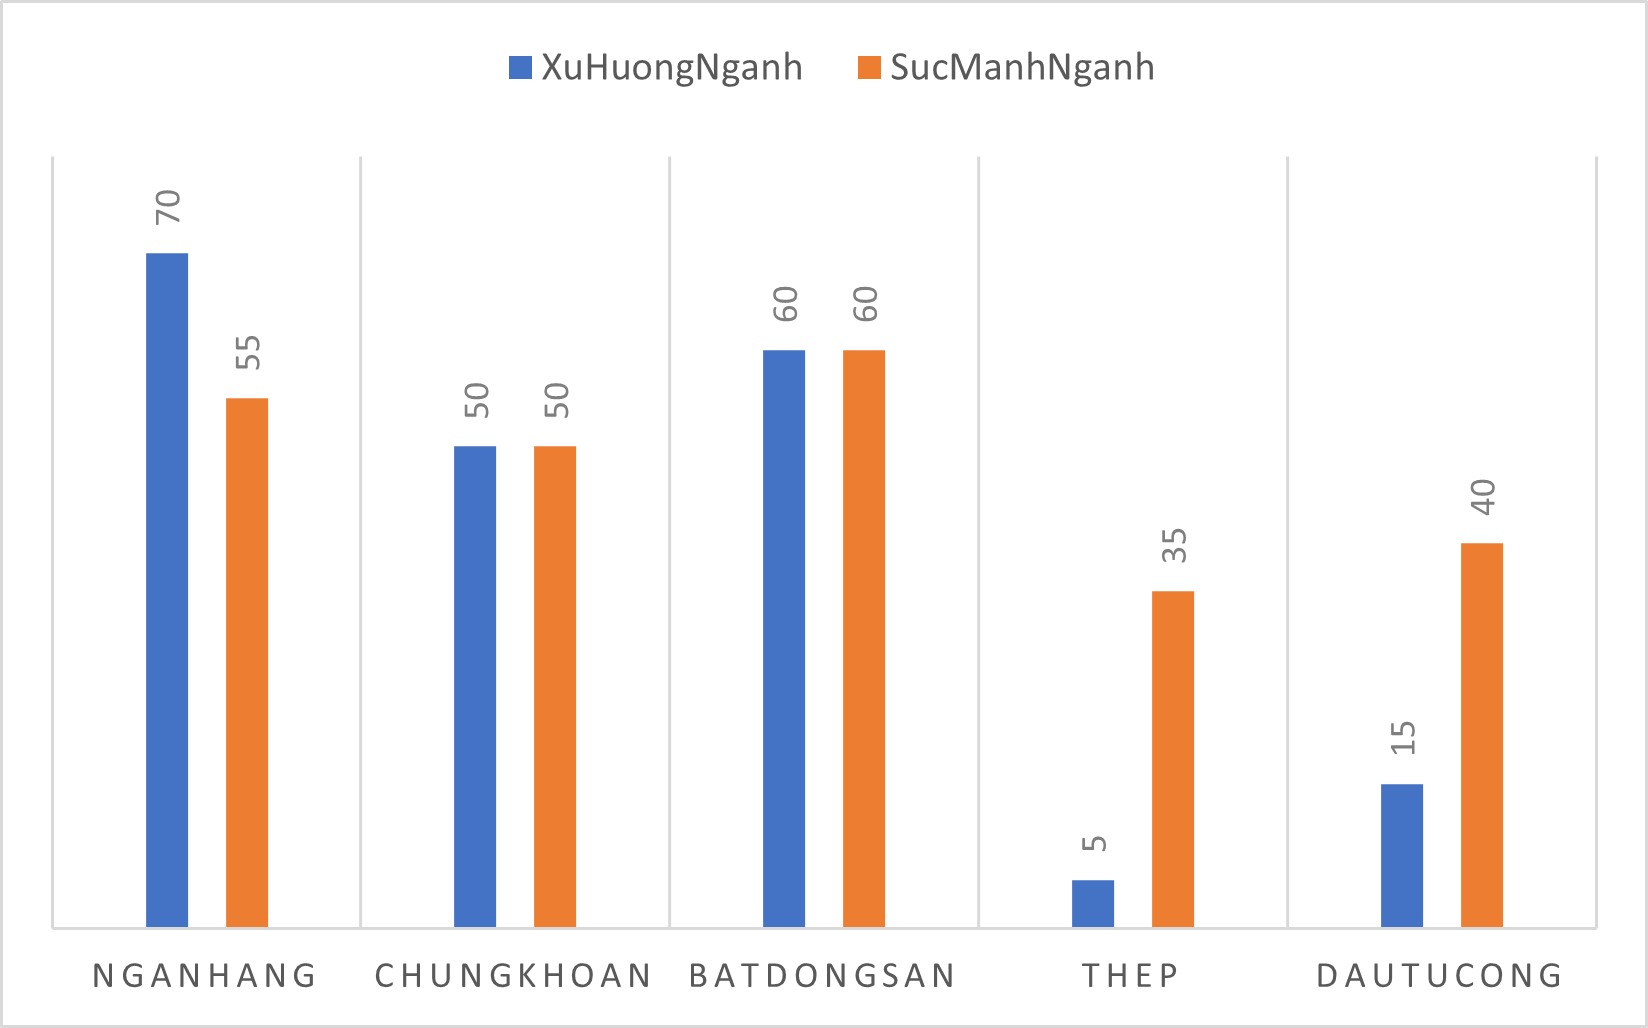 XuHuongNganh SucManhNganh
70 55 50 50 60 60 5 35 15 40
NGANHANG CHUNGKHOAN BATDONGSAN THEP DAUTUCONG